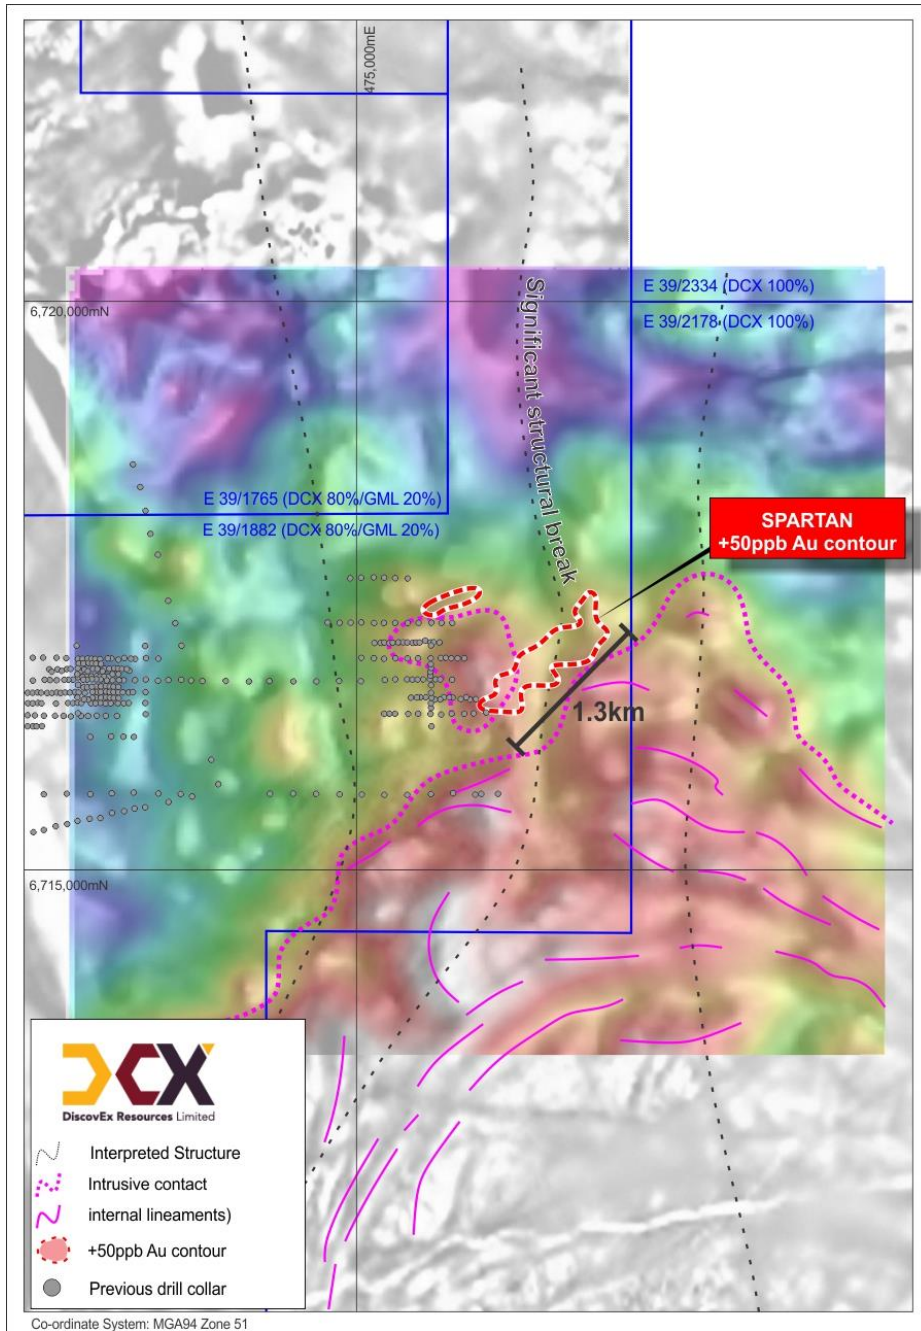 475,000mE
E 39/2334 (DCX 100%)
6,720,000mN
E 39/2178 (DCX 100%)
Significant structural break
E 39/1765 (DCX 80%/GML 20%)
E 39/1882 (DCX 80%/GML 20%)
SPARTAN
+50ppb Au contour
1.3km
6,715,000mN
DCX
DiscovEx Resources Limited
Interpreted Structure
Intrusive contact
internal lineaments)
+50ppb Au contour
Previous drill collar
Co-ordinate System: MGA94 Zone 51